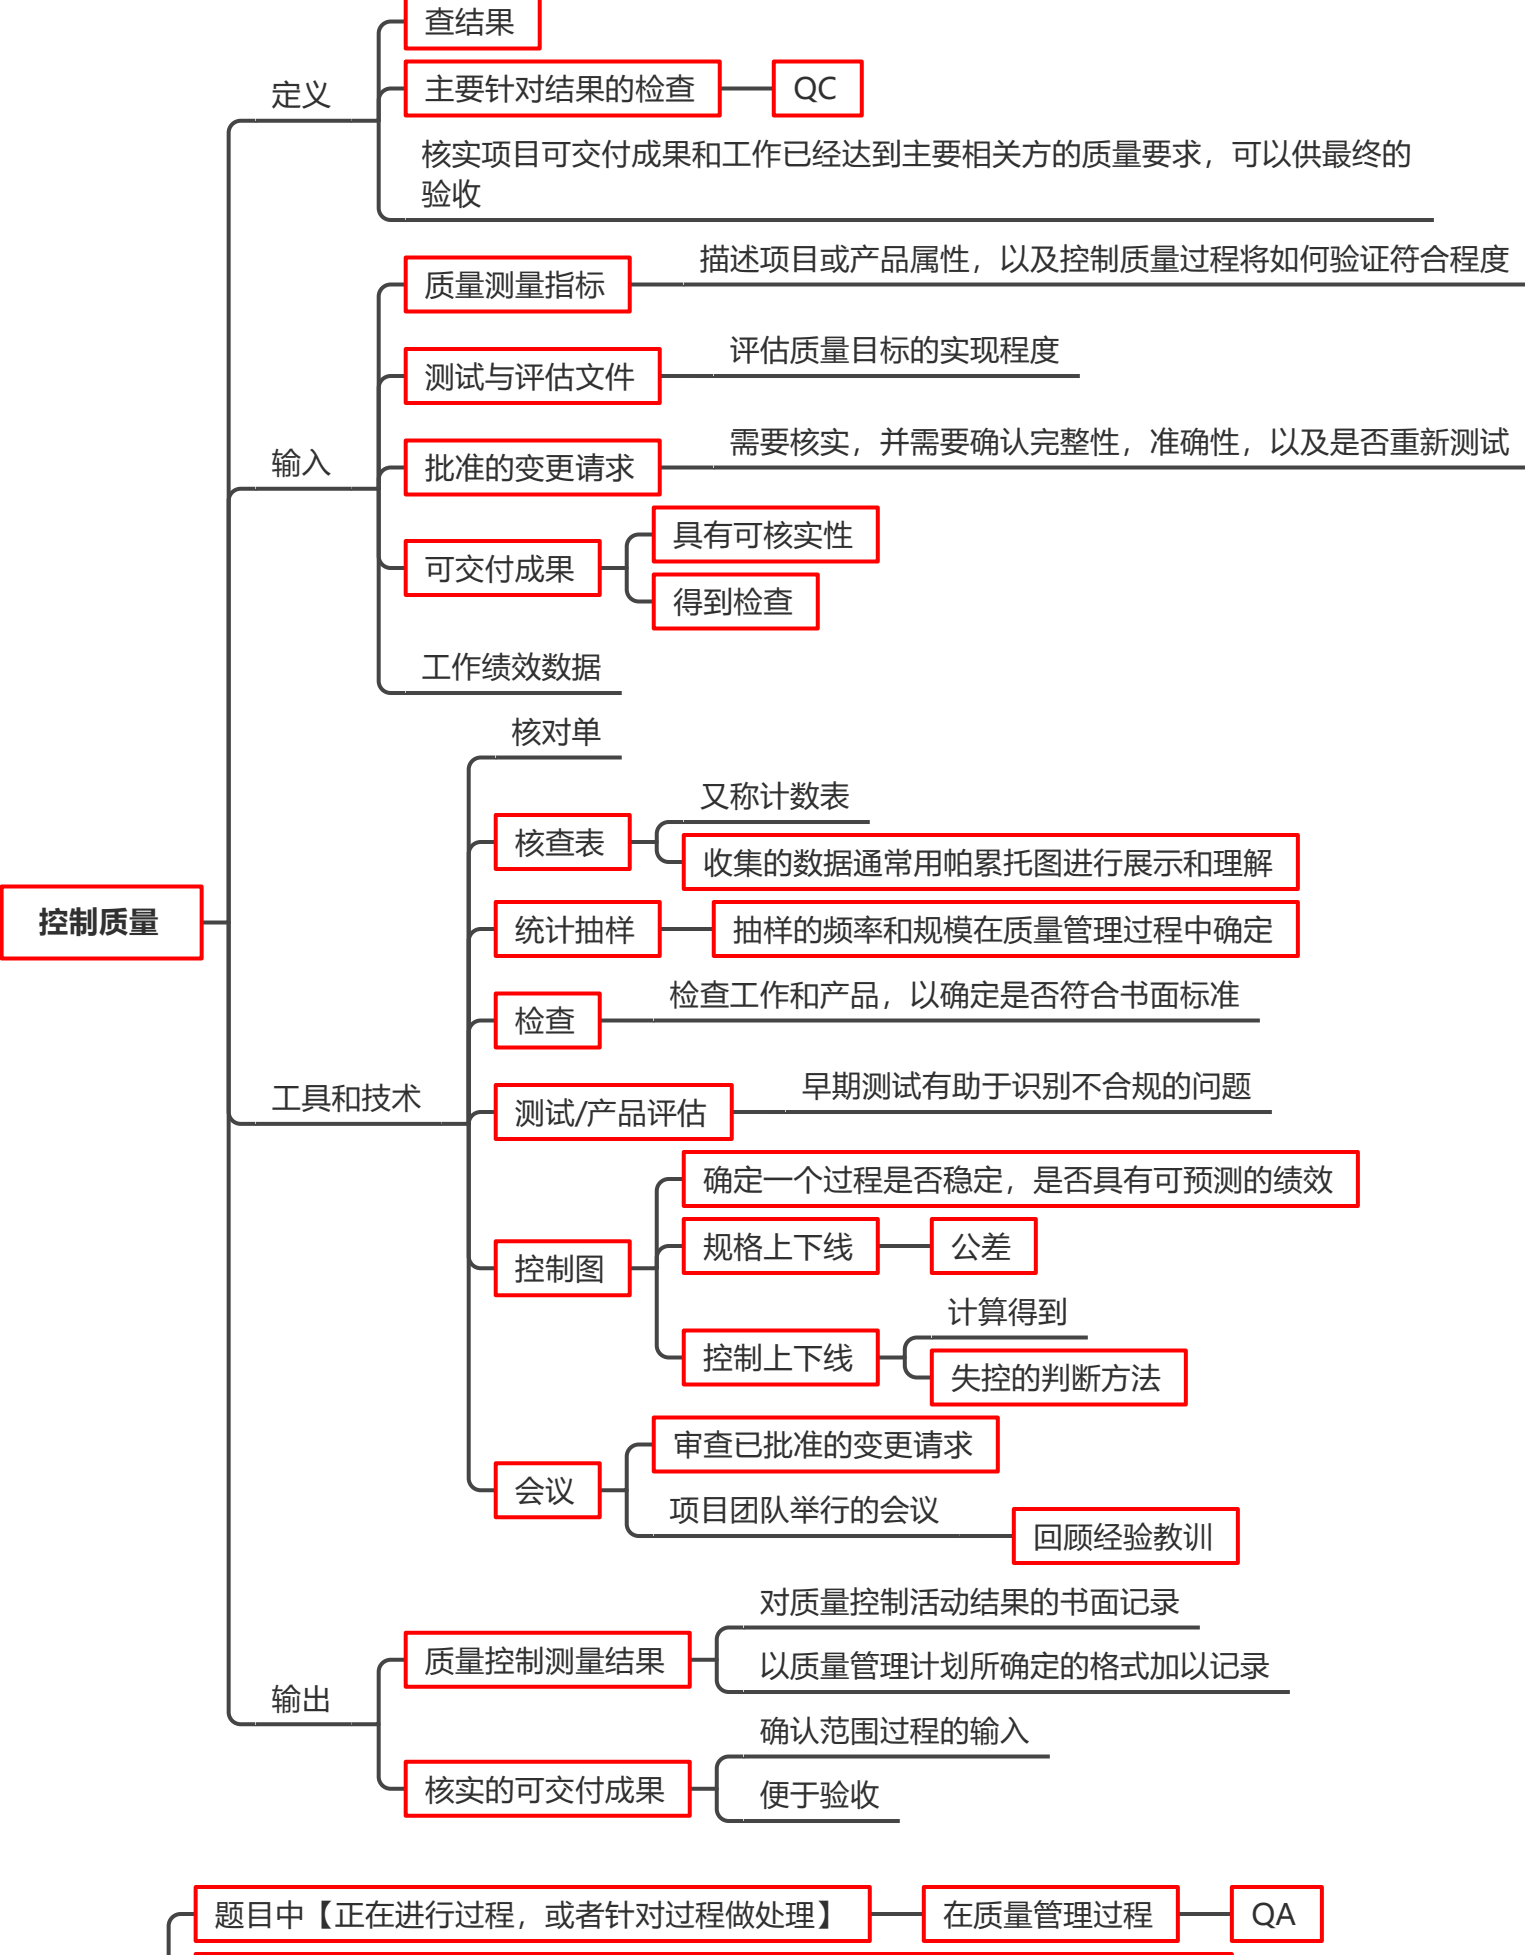 查结果
定义
主要针对结果的检查
QC
核实项目可交付成果和工作已经达到主要相关方的质量要求，可以供最终的
验收
描述项目或产品属性，以及控制质量过程将如何验证符合程度
质量测量指标
评估质量目标的实现程度
测试与评估文件
需要核实，并需要确认完整性，准确性，以及是否重新测试
输入
批准的变更请求
具有可核实性
可交付成果
得到检查
工作绩效数据
核对单
又称计数表
核查表
收集的数据通常用帕累托图进行展示和理解
控制质量
统计抽样
抽样的频率和规模在质量管理过程中确定
检查工作和产品，以确定是否符合书面标准
检查
早期测试有助于识别不合规的问题
工具和技术
测试/产品评估
确定一个过程是否稳定，是否具有可预测的绩效
规格上下线
公差
控制图
计算得到
控制上下线
失控的判断方法
审查已批准的变更请求
会议
项目团队举行的会议
回顾经验教训
对质量控制活动结果的书面记录
质量控制测量结果
以质量管理计划所确定的格式加以记录
输出
确认范围过程的输入
核实的可交付成果
便于验收
题目中【正在进行过程，或者针对过程做处理】
在质量管理过程
QA